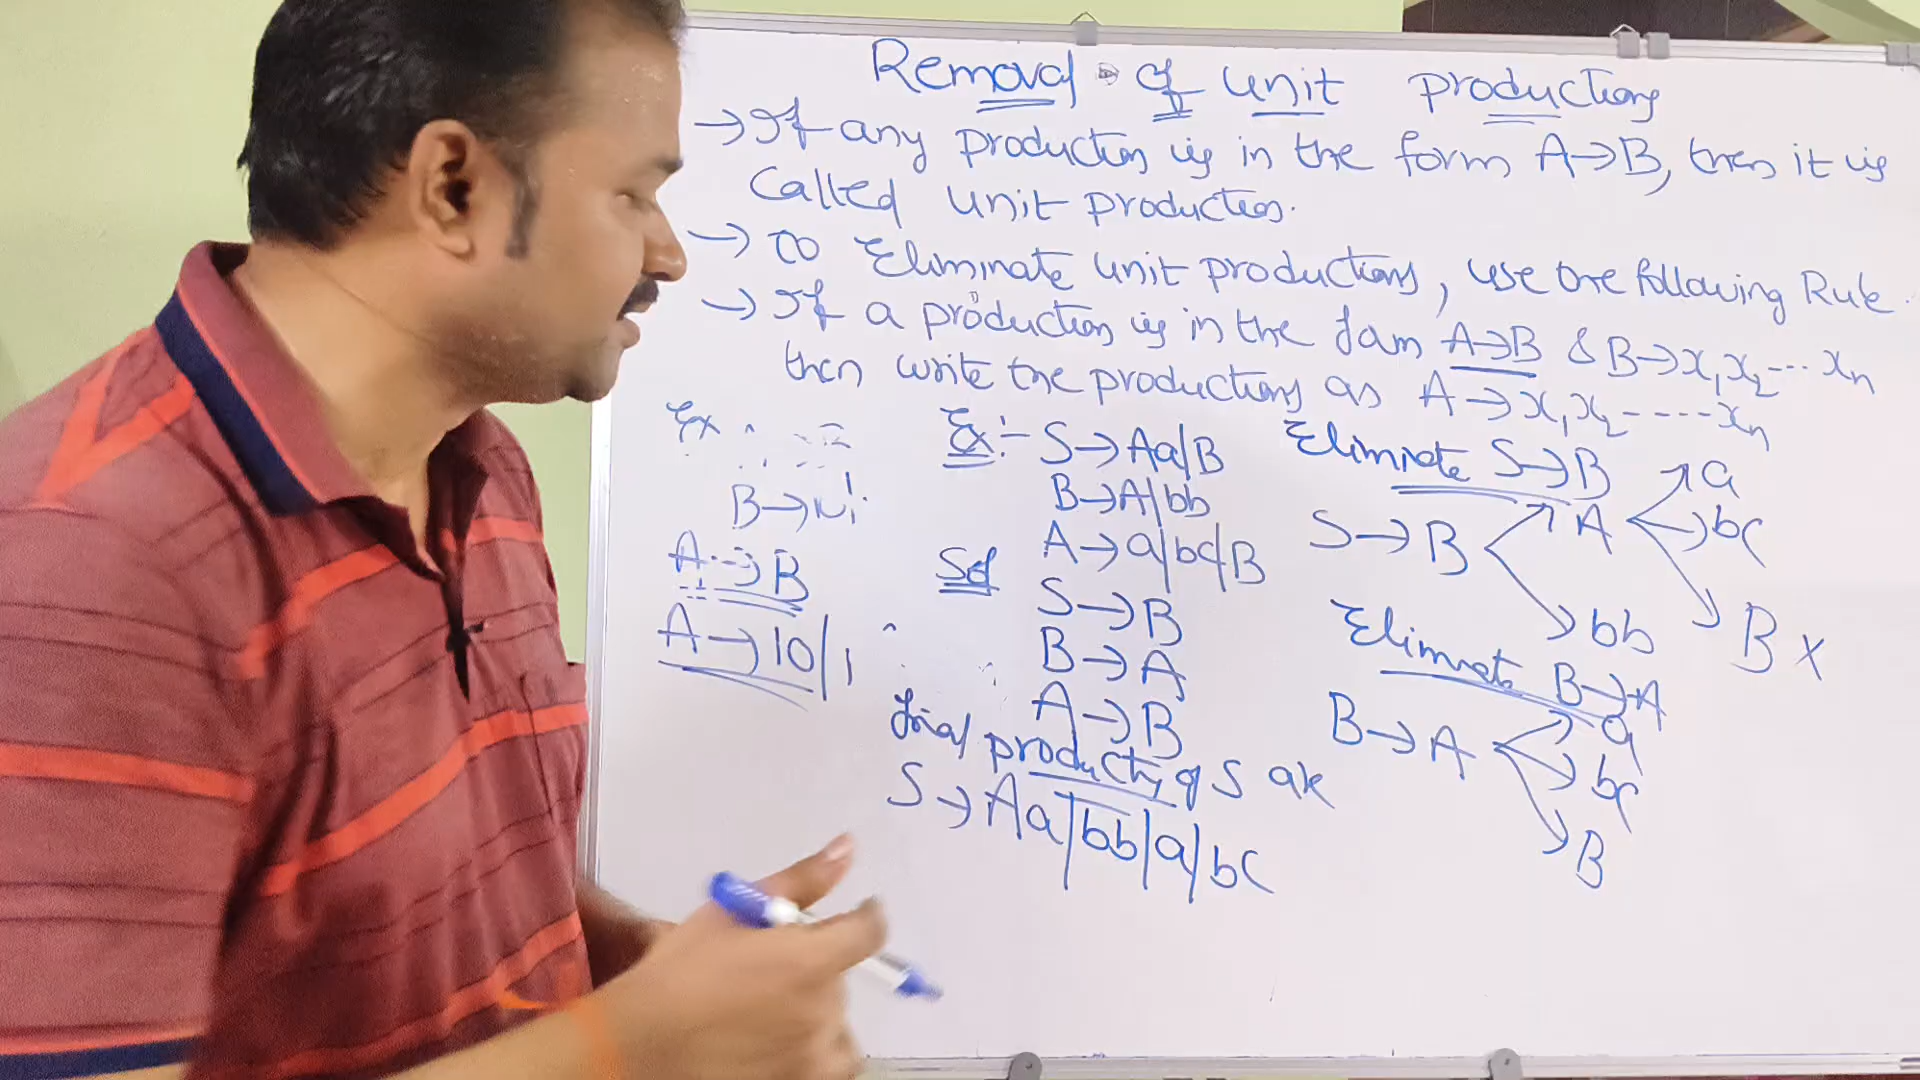 Removal of unit productions
→ If any production is in the form A→B, then it is
called unit production.
→ To Eliminate unit productions, use the following Rule.
→ If a production is in the form A→B & B→x₁x₂---xₙ
then write the productions as A→x₁x₂-----xₙ
Ex
B→
A→B
A→10/1
Ex:- S→Aa|B
B→A|bb
A→a|bc|B
Sol
S→B
B→A
A→B
final productions of S are
S→Aa|bb|a|bc
Eliminate S→B
S→B
A
a
bc
B x
bb
Eliminate B→A
B→A
a
bc
B